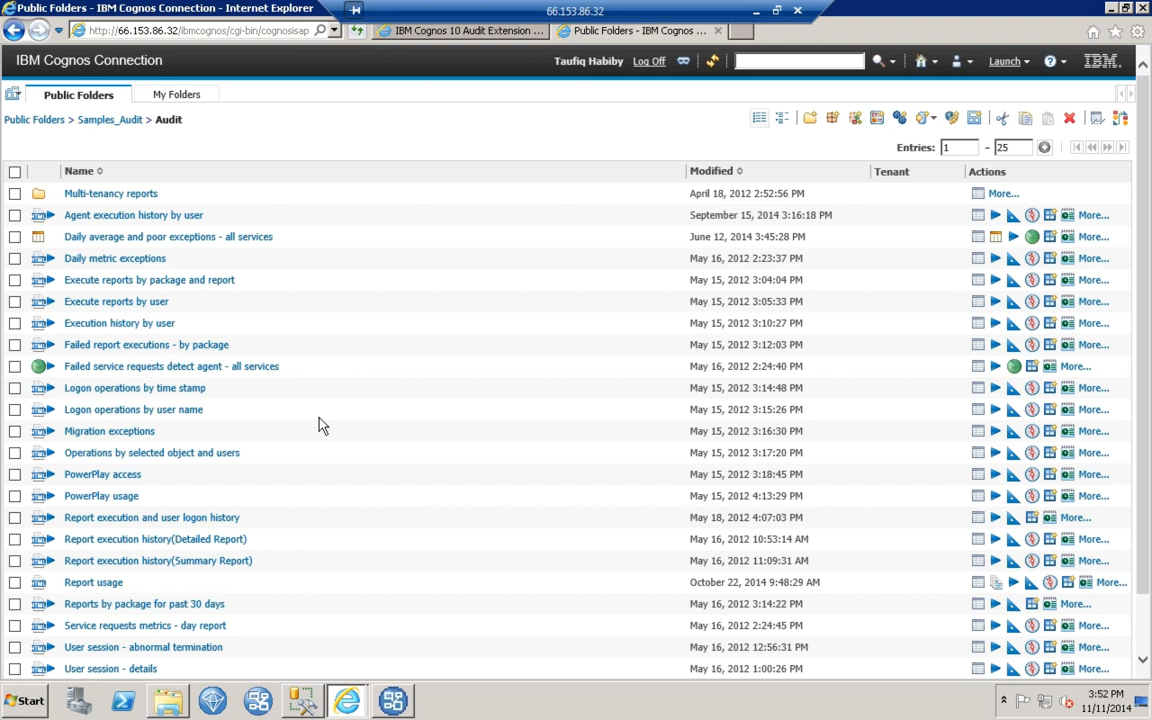 Public Folders - IBM Cognos Connection - Internet Explorer
66.153.86.32
http://66.153.86.32/ibmcognos/cgi-bin/cognosisap
IBM Cognos 10 Audit Extension ...
Public Folders - IBM Cognos ...
IBM Cognos Connection
Taufiq Habiby
Log Off
Launch
IBM.
Public Folders
My Folders
Public Folders > Samples_Audit > Audit
Entries: 1 - 25
Name Modified Tenant Actions
Multi-tenancy reports April 18, 2012 2:52:56 PM More...
Agent execution history by user September 15, 2014 3:16:18 PM More...
Daily average and poor exceptions - all services June 12, 2014 3:45:28 PM More...
Daily metric exceptions May 16, 2012 2:23:37 PM More...
Execute reports by package and report May 15, 2012 3:04:04 PM More...
Execute reports by user May 15, 2012 3:05:33 PM More...
Execution history by user May 15, 2012 3:10:27 PM More...
Failed report executions - by package May 15, 2012 3:12:03 PM More...
Failed service requests detect agent - all services May 16, 2012 2:24:40 PM More...
Logon operations by time stamp May 15, 2012 3:14:48 PM More...
Logon operations by user name May 15, 2012 3:15:26 PM More...
Migration exceptions May 15, 2012 3:16:30 PM More...
Operations by selected object and users May 15, 2012 3:17:20 PM More...
PowerPlay access May 15, 2012 3:18:45 PM More...
PowerPlay usage May 15, 2012 4:13:29 PM More...
Report execution and user logon history May 18, 2012 4:07:03 PM More...
Report execution history(Detailed Report) May 16, 2012 10:53:14 AM More...
Report execution history(Summary Report) May 16, 2012 11:09:31 AM More...
Report usage October 22, 2014 9:48:29 AM More...
Reports by package for past 30 days May 16, 2012 3:14:22 PM More...
Service requests metrics - day report May 16, 2012 2:24:45 PM More...
User session - abnormal termination May 16, 2012 12:56:31 PM More...
User session - details May 16, 2012 1:00:26 PM More...
Start
3:52 PM
11/11/2014